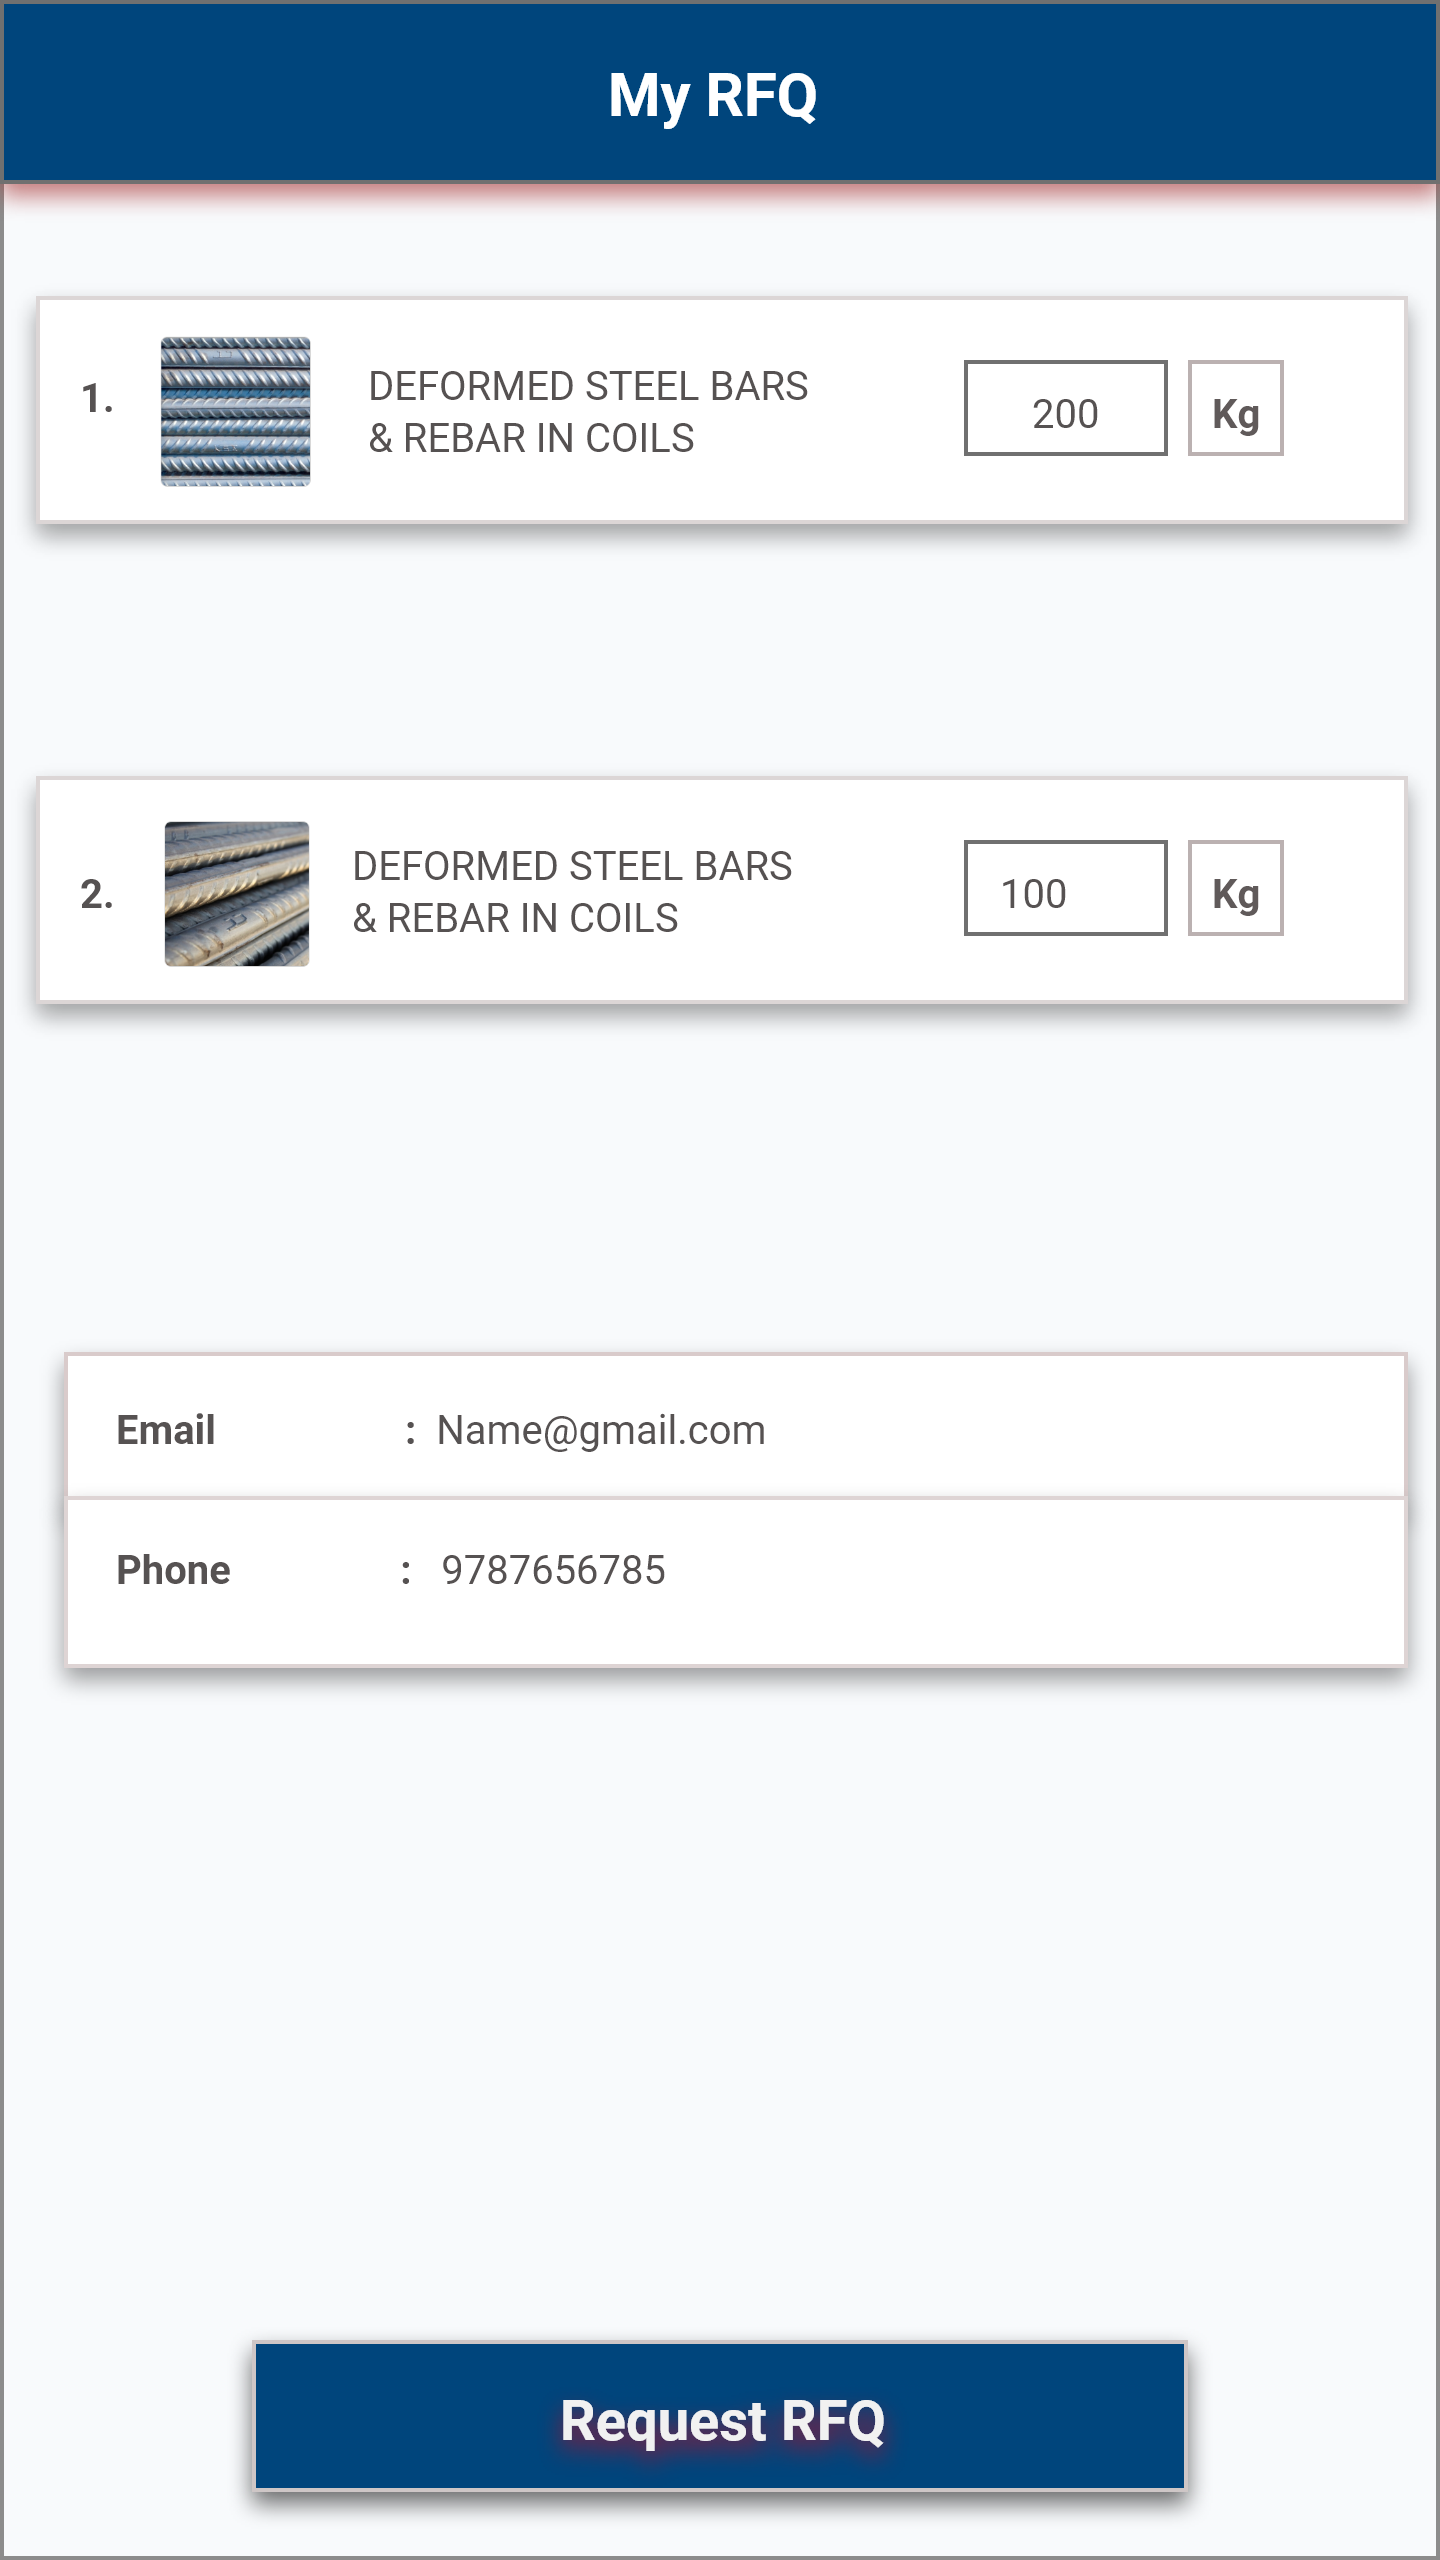 My RFQ
1.
DEFORMED STEEL BARS
& REBAR IN COILS
200
Kg
2.
DEFORMED STEEL BARS
& REBAR IN COILS
100
Kg
Email : Name@gmail.com
Phone : 9787656785
Request RFQ